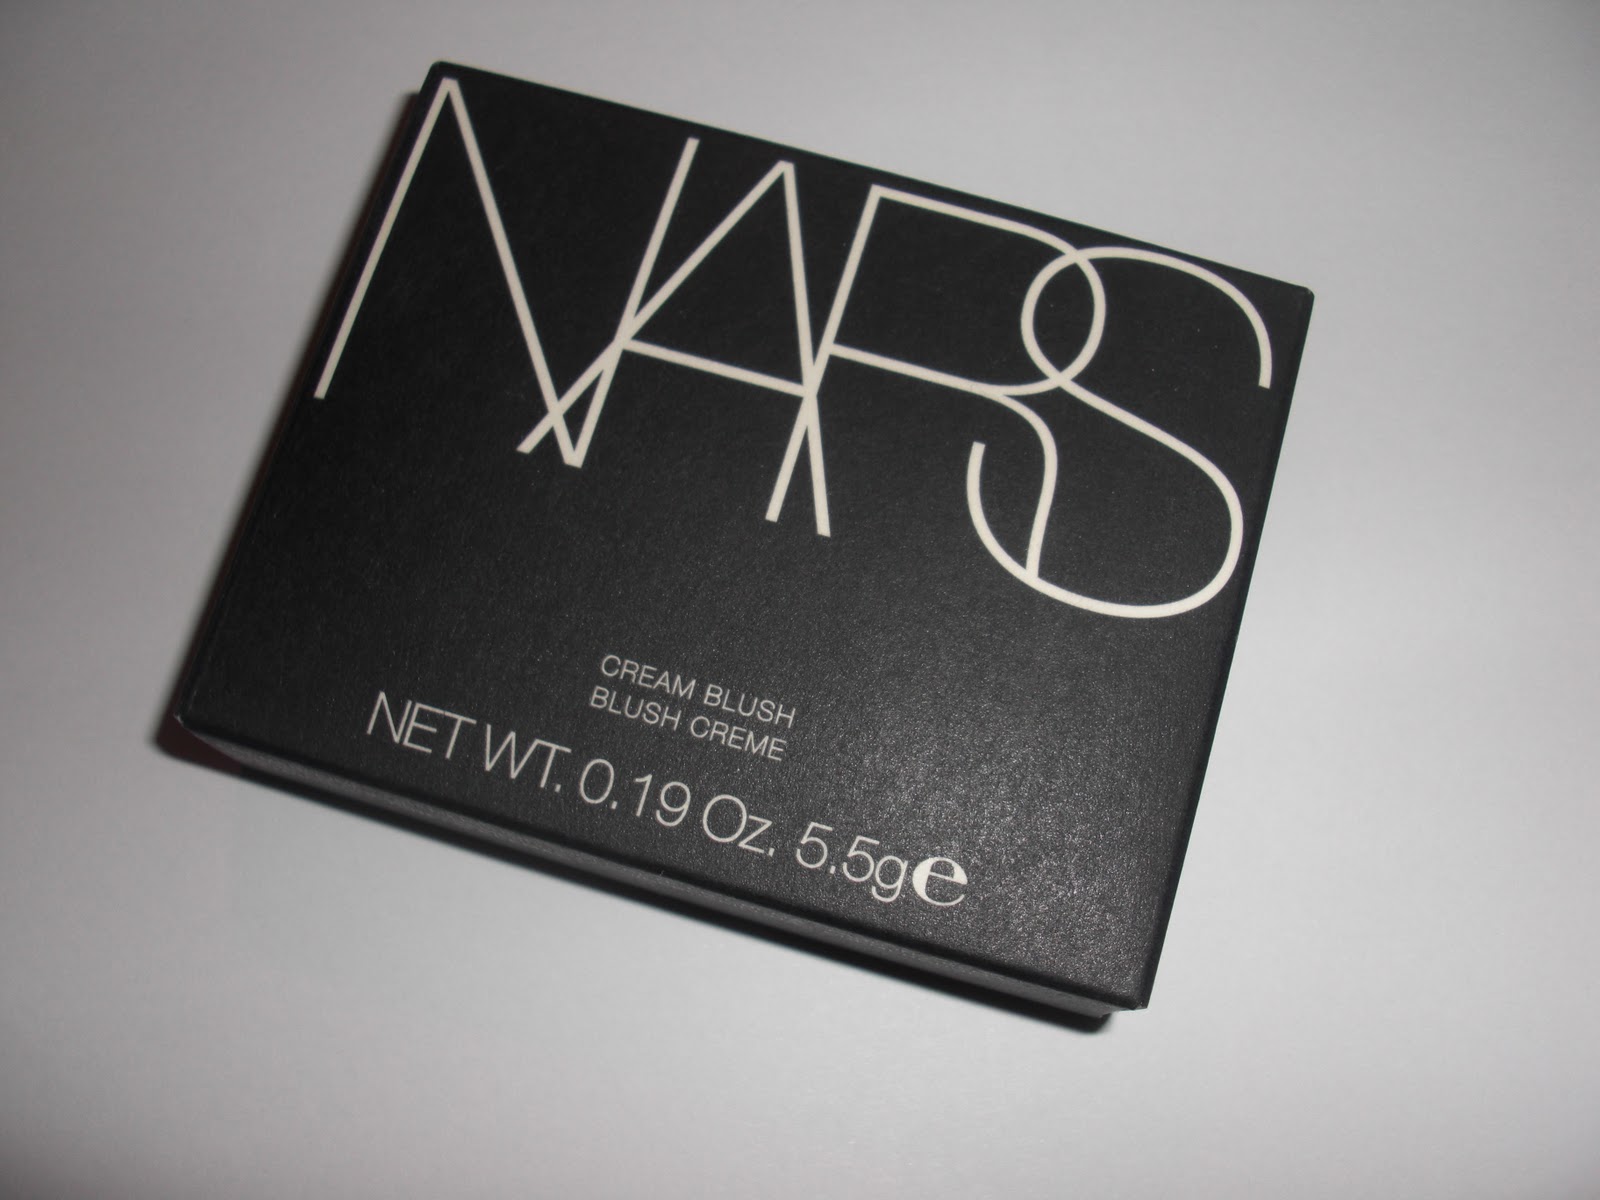 NARS
CREAM BLUSH
BLUSH CREME
NET WT. 0.19 Oz. 5.5g℮